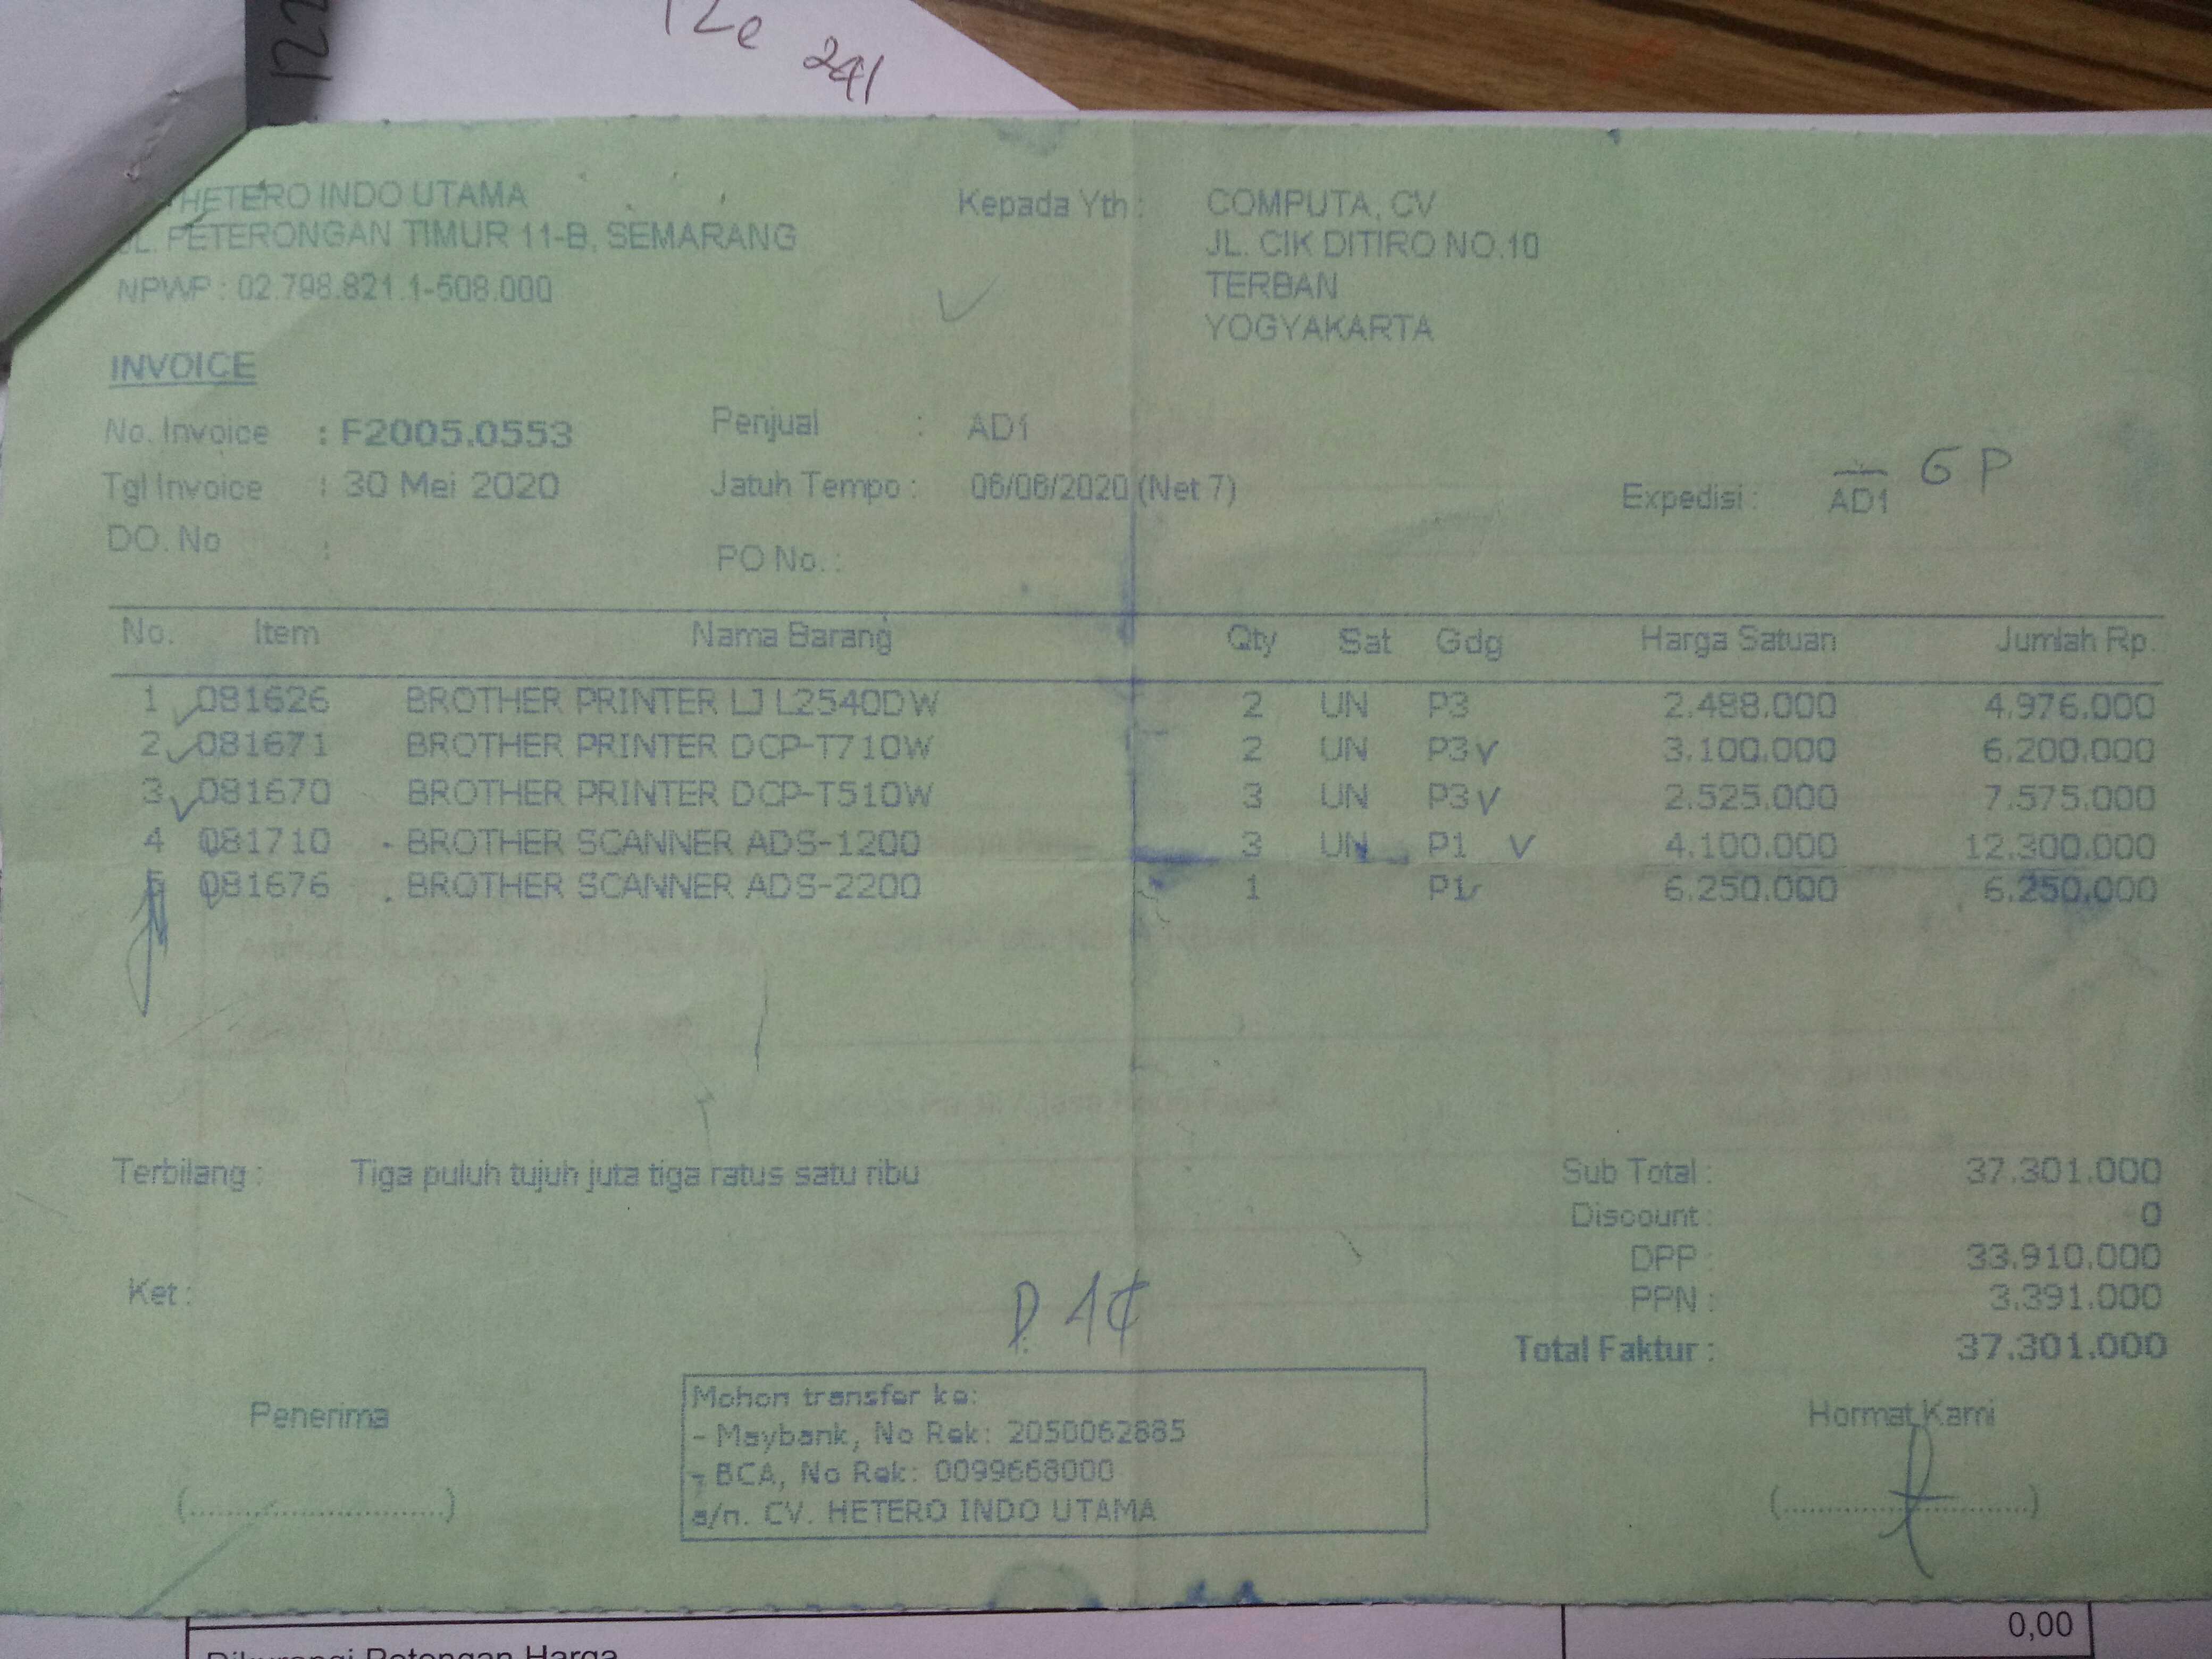 122
12e
241
HETERO INDO UTAMA
JL. PETERONGAN TIMUR 11-B, SEMARANG
NPWP : 02.798.821.1-508.000
Kepada Yth : COMPUTA, CV
JL. CIK DITIRO NO.10
TERBAN
YOGYAKARTA
INVOICE
No. Invoice : F2005.0553 Penjual : AD1
Tgl Invoice : 30 Mei 2020 Jatuh Tempo : 06/06/2020 (Net 7) Expedisi : AD1 GP
DO. No : PO No. :
No. Item Nama Barang Qty Sat Gdg Harga Satuan Jumlah Rp.
1 081626 BROTHER PRINTER LJ L2540DW 2 UN P3 2.488.000 4.976.000
2 081671 BROTHER PRINTER DCP-T710W 2 UN P3 3.100.000 6.200.000
3 081670 BROTHER PRINTER DCP-T510W 3 UN P3 2.525.000 7.575.000
4 081710 BROTHER SCANNER ADS-1200 3 UN P1 4.100.000 12.300.000
5 081676 BROTHER SCANNER ADS-2200 1 P1 6.250.000 6.250.000
Terbilang : Tiga puluh tujuh juta tiga ratus satu ribu
Sub Total : 37.301.000
Discount : 0
DPP : 33.910.000
Ket : PPN : 3.391.000
Total Faktur : 37.301.000
Penerima
Mohon transfer ke:
- Maybank, No Rek: 2050062885
- BCA, No Rek: 0099668000
a/n. CV. HETERO INDO UTAMA
Hormat Kami
(..........................) (..........................)
0,00
Dikurangi Potongan Harga